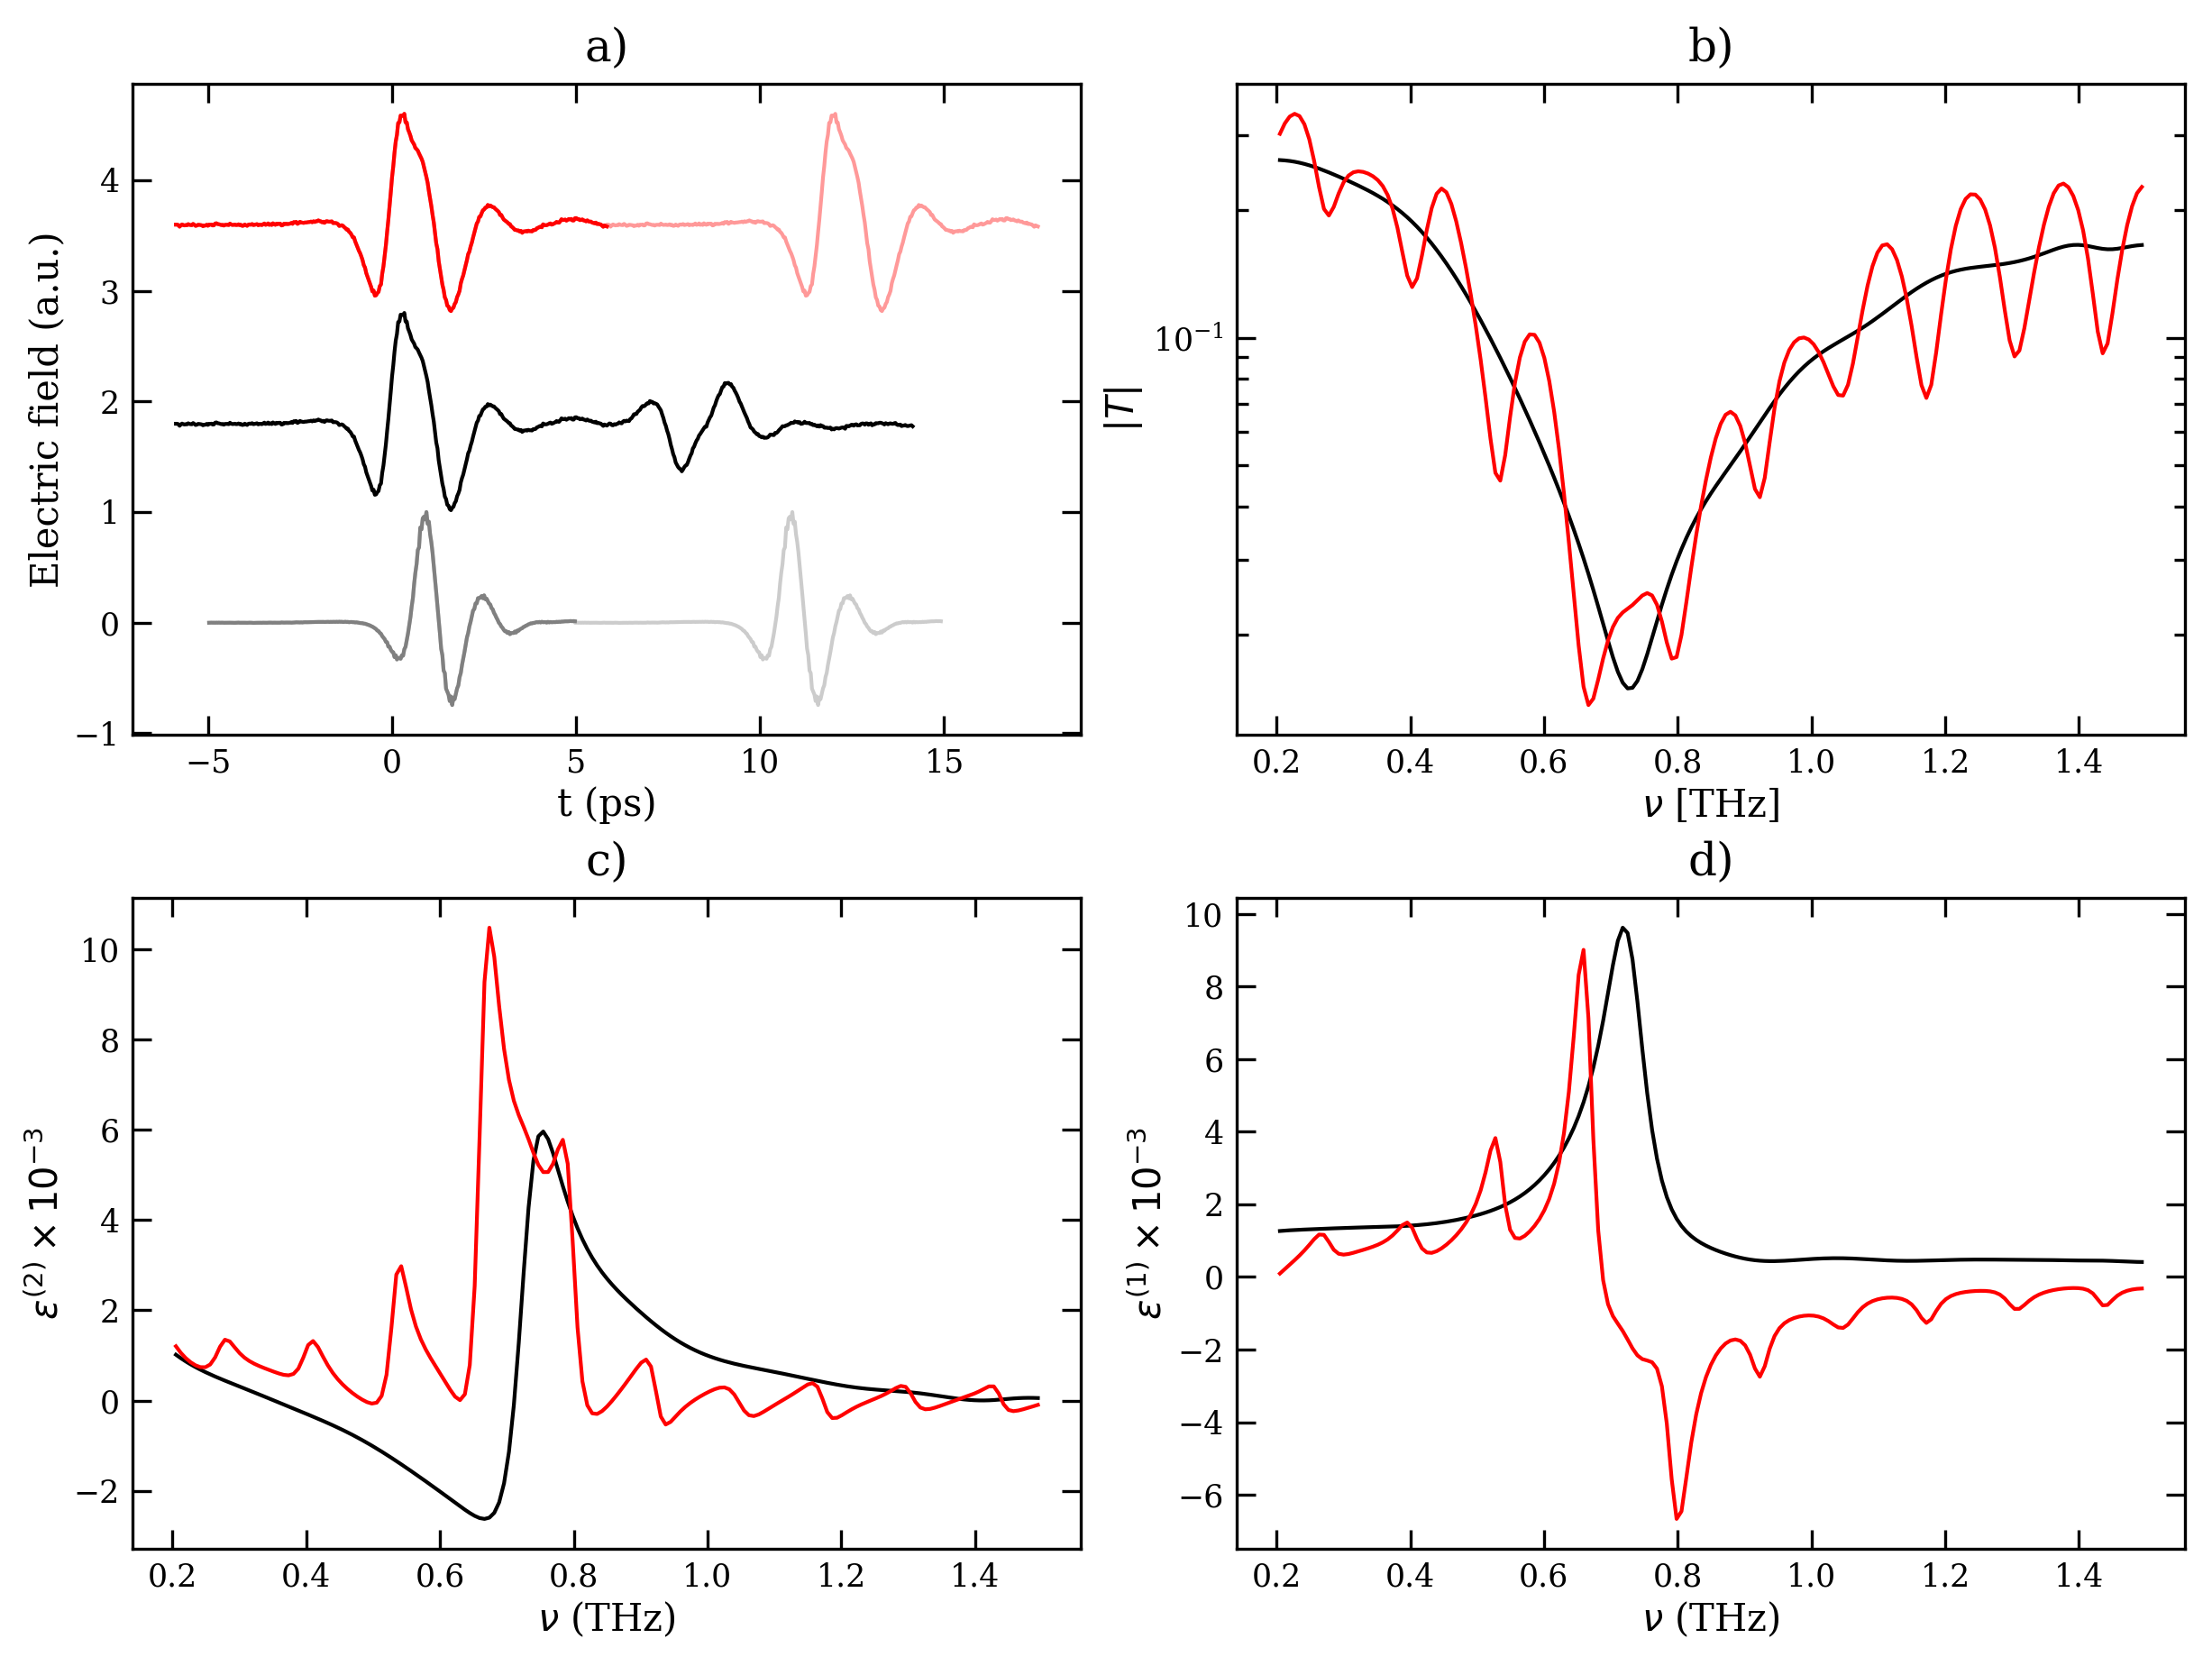 a)
4
3
2
1
0
−1
Electric field (a.u.)
−5 0 5 10 15
t (ps)
b)
10⁻¹
|T|
0.2 0.4 0.6 0.8 1.0 1.2 1.4
ν [THz]
c)
10
8
6
4
2
0
−2
ε⁽²⁾ × 10⁻³
0.2 0.4 0.6 0.8 1.0 1.2 1.4
ν (THz)
d)
10
8
6
4
2
0
−2
−4
−6
ε⁽¹⁾ × 10⁻³
0.2 0.4 0.6 0.8 1.0 1.2 1.4
ν (THz)